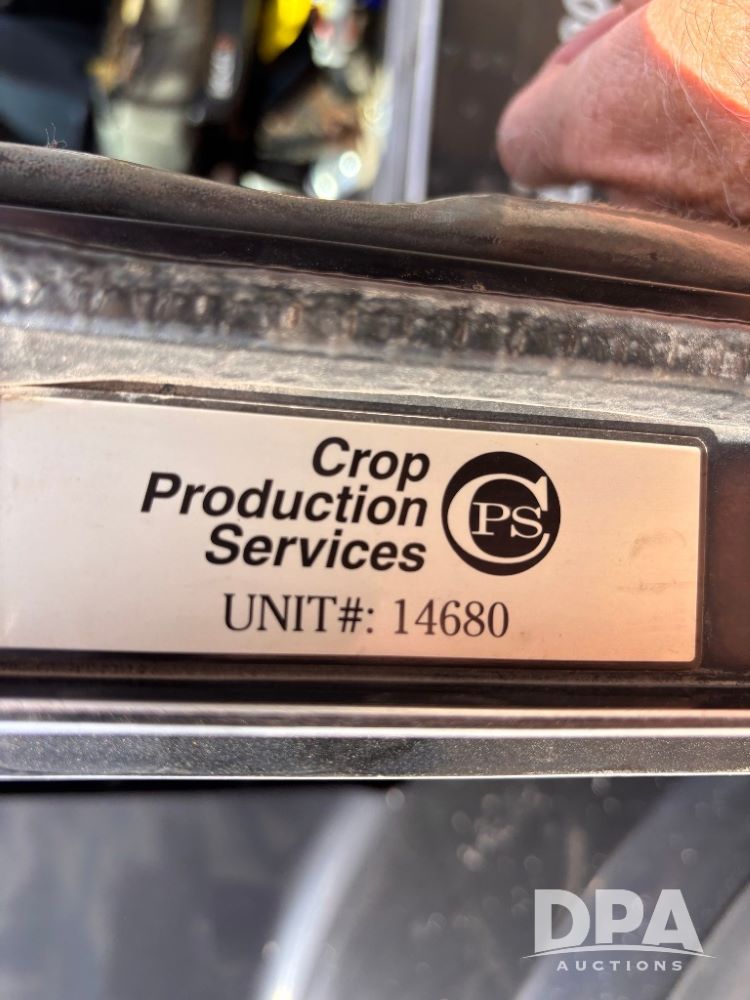 Crop
Production
Services
CPS
UNIT#: 14680
DPA
AUCTIONS